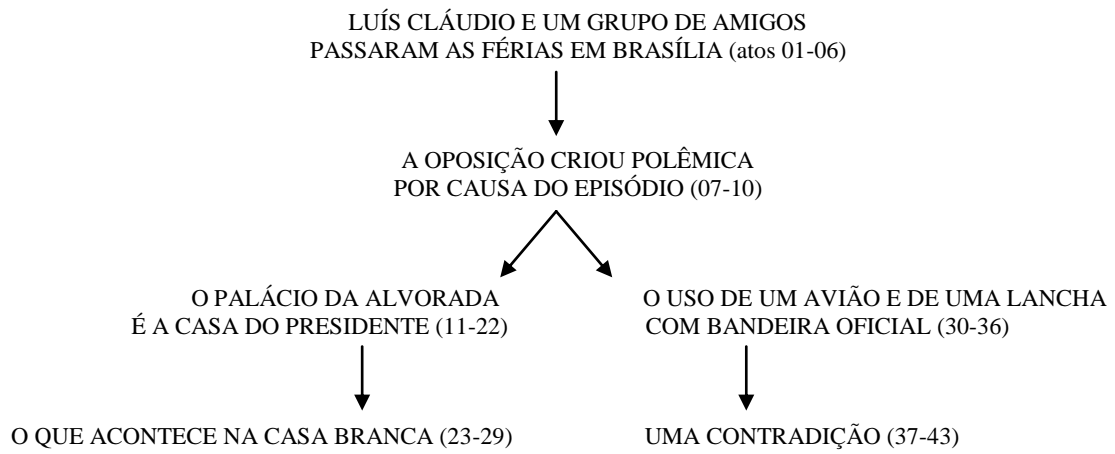 LUÍS CLÁUDIO E UM GRUPO DE AMIGOS
PASSARAM AS FÉRIAS EM BRASÍLIA (atos 01-06)
A OPOSIÇÃO CRIOU POLÊMICA
POR CAUSA DO EPISÓDIO (07-10)
O PALÁCIO DA ALVORADA
É A CASA DO PRESIDENTE (11-22)
O USO DE UM AVIÃO E DE UMA LANCHA
COM BANDEIRA OFICIAL (30-36)
O QUE ACONTECE NA CASA BRANCA (23-29)
UMA CONTRADIÇÃO (37-43)